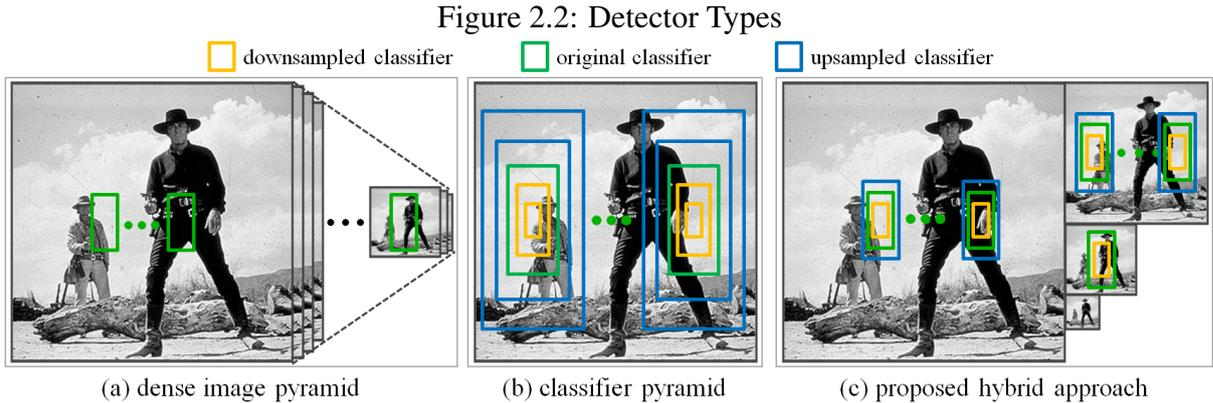 Figure 2.2: Detector Types
downsampled classifier original classifier upsampled classifier
(a) dense image pyramid (b) classifier pyramid (c) proposed hybrid approach